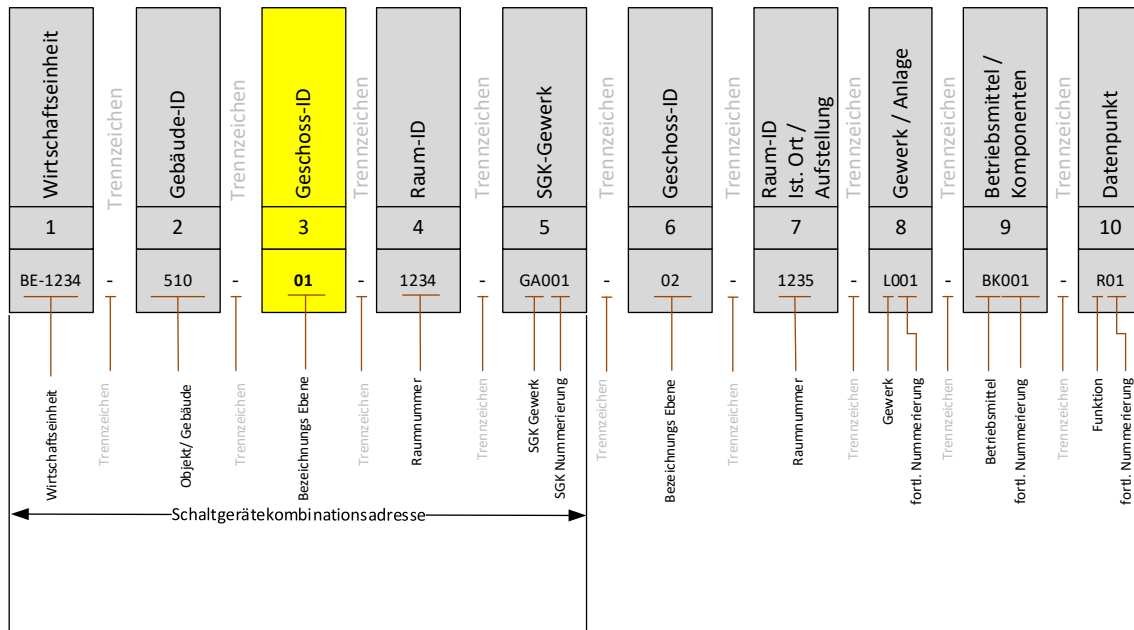 Wirtschaftseinheit
Trennzeichen
Gebäude-ID
Trennzeichen
Geschoss-ID
Trennzeichen
Raum-ID
Trennzeichen
SGK-Gewerk
Trennzeichen
Geschoss-ID
Trennzeichen
Raum-ID
Ist. Ort /
Aufstellung
Trennzeichen
Gewerk / Anlage
Trennzeichen
Betriebsmittel /
Komponenten
Trennzeichen
Datenpunkt
1 2 3 4 5 6 7 8 9 10
BE-1234 - 510 - 01 - 1234 - GA001 - 02 - 1235 - L001 - BK001 - R01
Wirtschaftseinheit
Trennzeichen
Objekt/ Gebäude
Trennzeichen
Bezeichnungs Ebene
Trennzeichen
Raumnummer
Trennzeichen
SGK Gewerk
SGK Nummerierung
Trennzeichen
Bezeichnungs Ebene
Trennzeichen
Raumnummer
Trennzeichen
Gewerk
fortl. Nummerierung
Trennzeichen
Betriebsmittel
fortl. Nummerierung
Trennzeichen
Funktion
fortl. Nummerierung
Schaltgerätekombinationsadresse